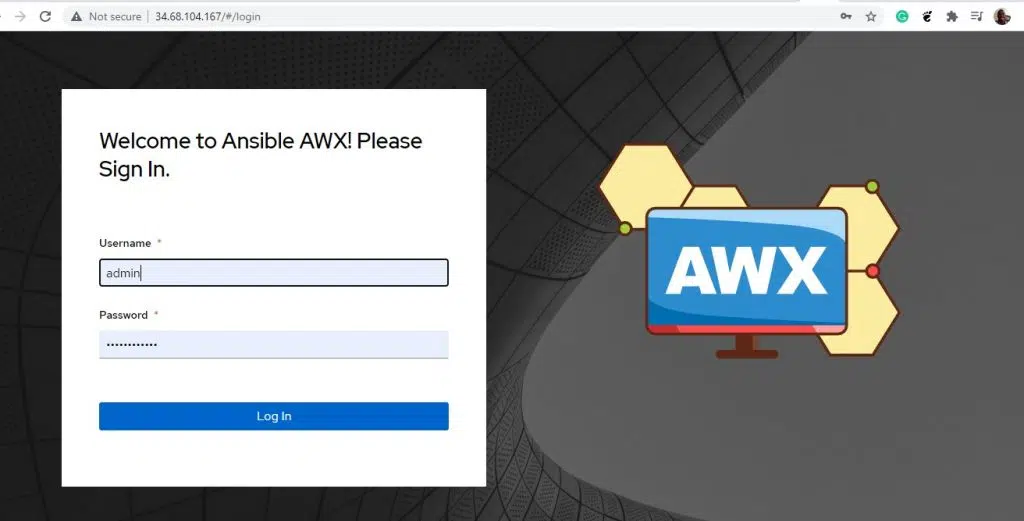 Not secure | 34.68.104.167/#/login
Welcome to Ansible AWX! Please
Sign In.
Username *
admin
Password *
••••••••••••
Log In
AWX